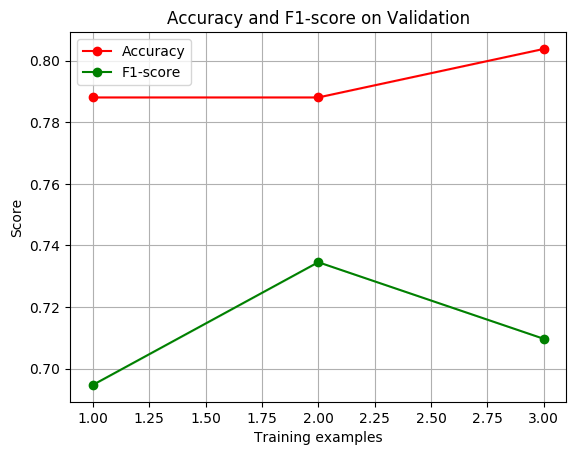 Accuracy and F1-score on Validation
Accuracy
F1-score
0.80
0.78
0.76
0.74
0.72
0.70
Score
1.00 1.25 1.50 1.75 2.00 2.25 2.50 2.75 3.00
Training examples